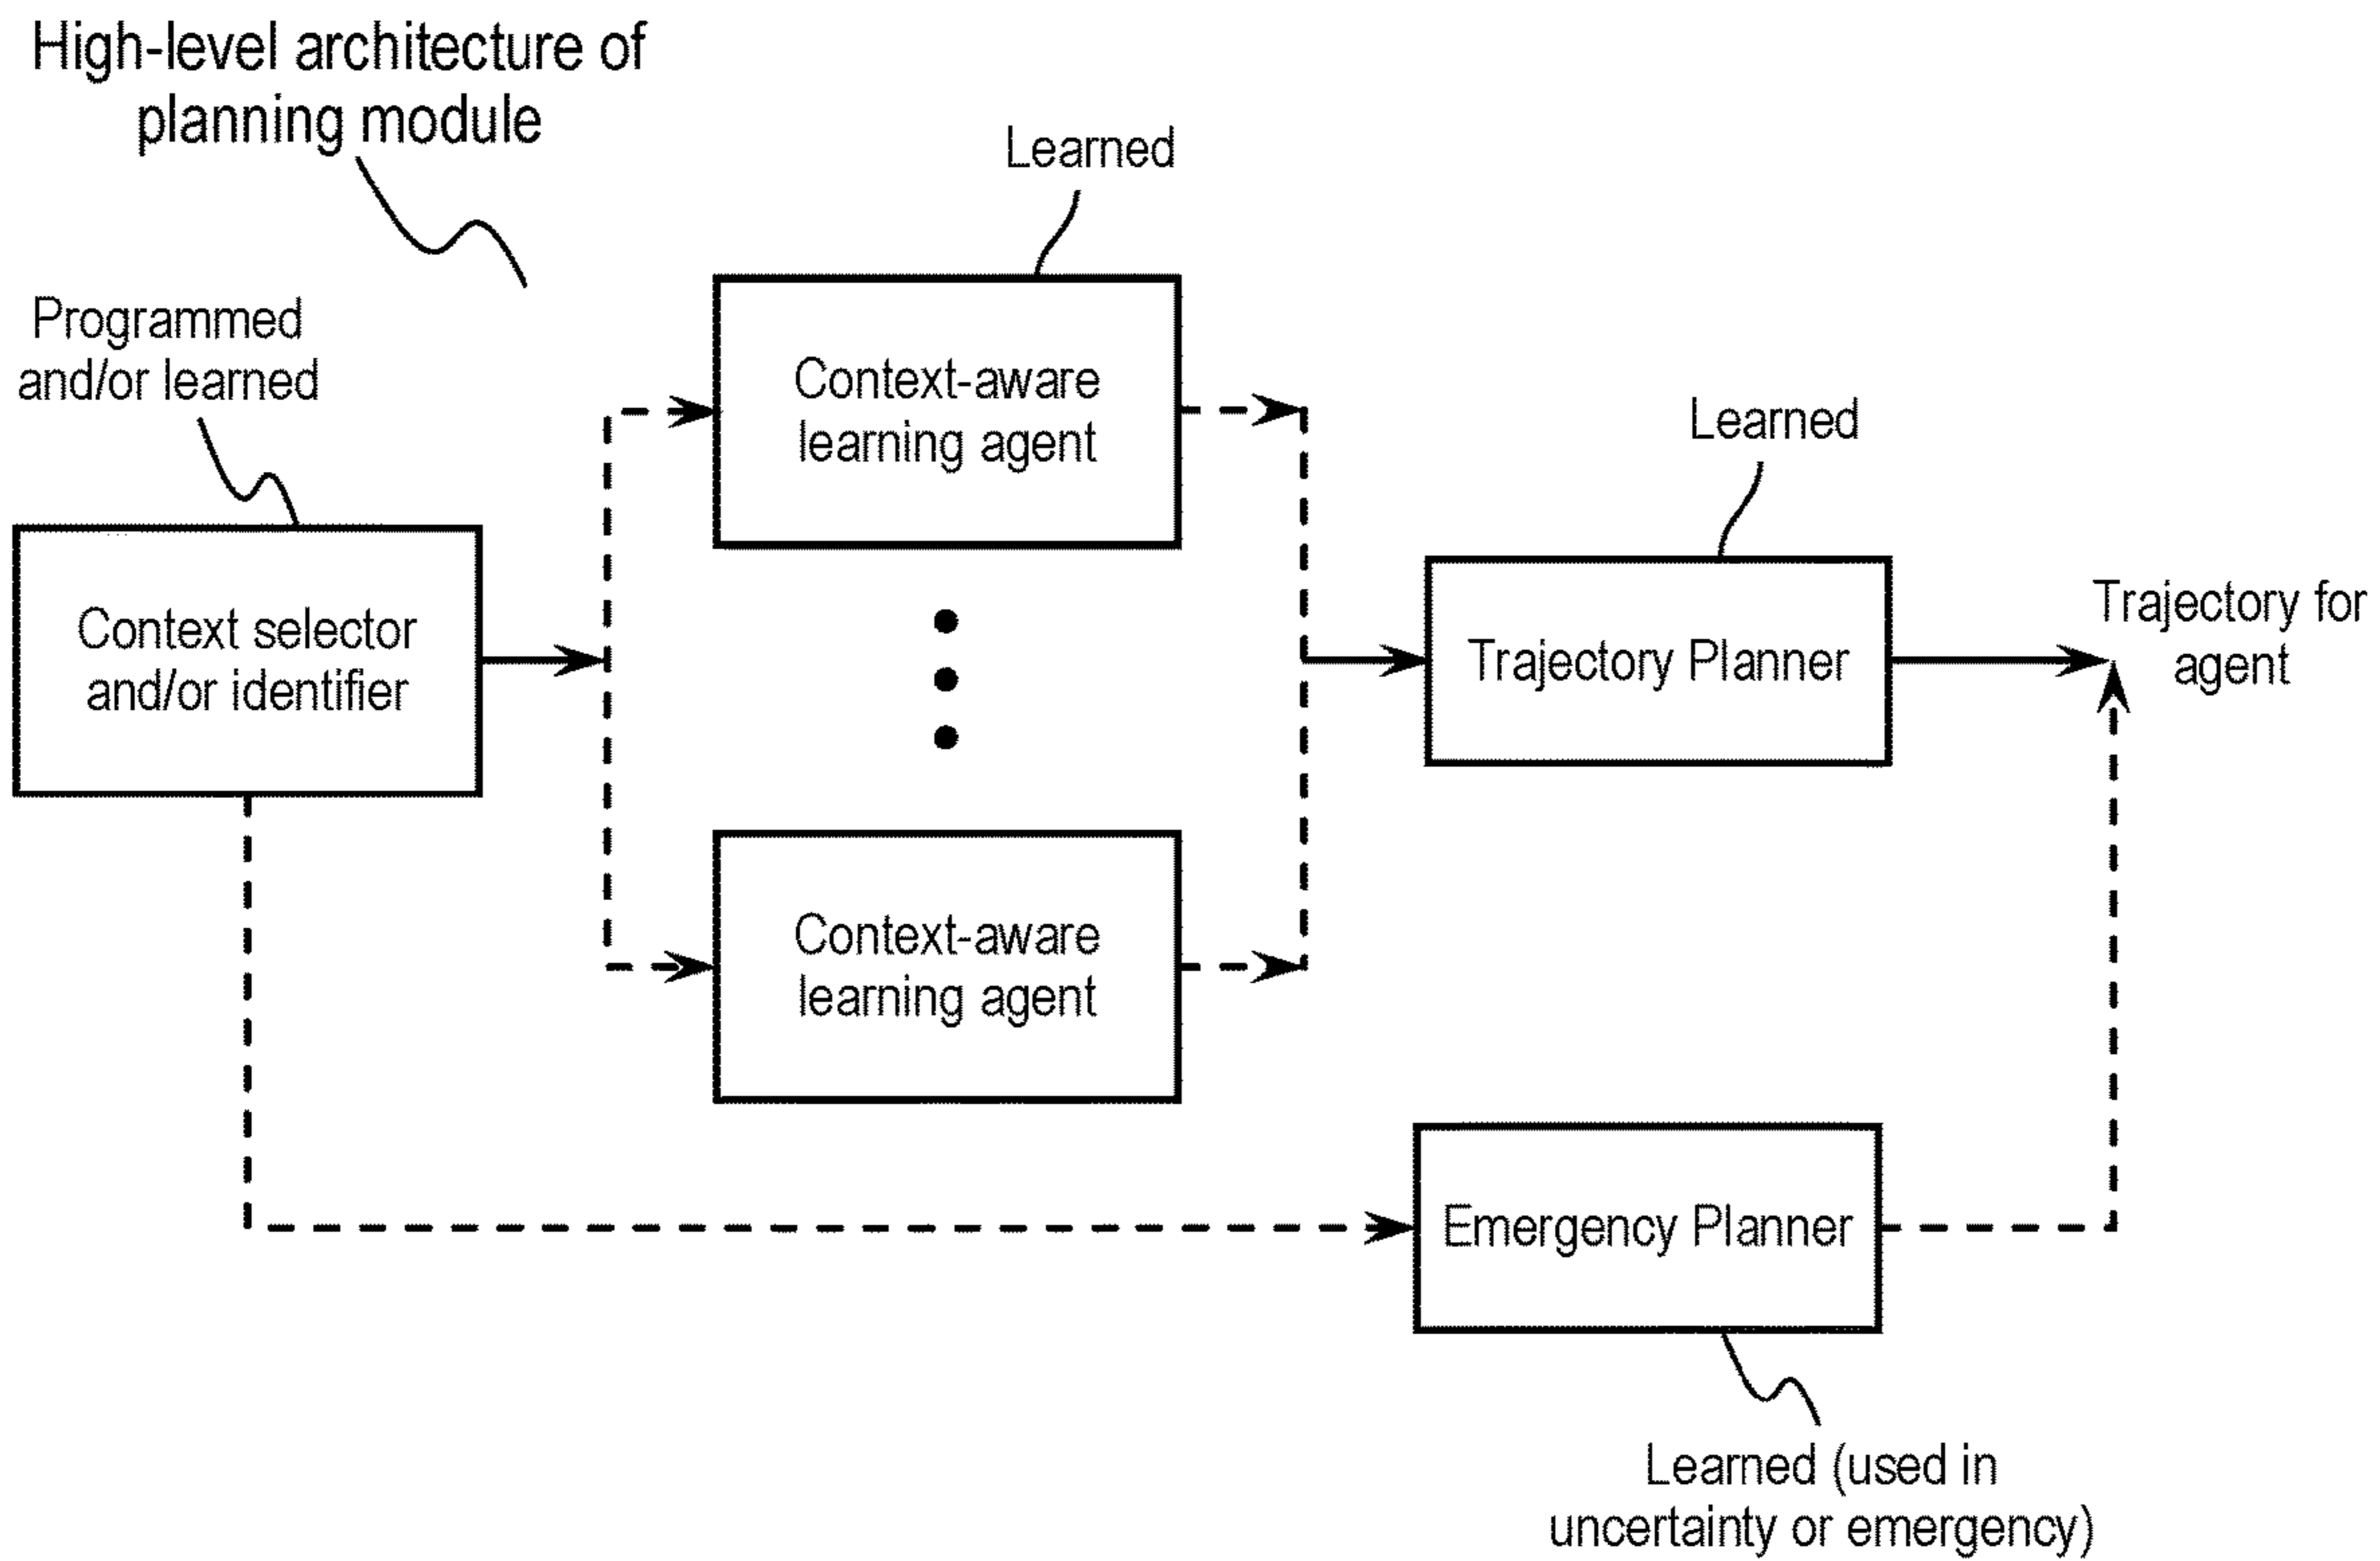 High-level architecture of
planning module
Learned
Programmed
and/or learned
Context-aware
learning agent
Learned
Context selector
and/or identifier
Trajectory Planner
Trajectory for
agent
Context-aware
learning agent
Emergency Planner
Learned (used in
uncertainty or emergency)